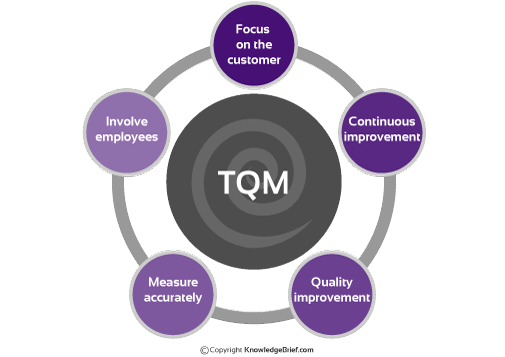 Focus
on the
customer
Involve
employees
Continuous
improvement
TQM
Measure
accurately
Quality
improvement
© Copyright KnowledgeBrief.com